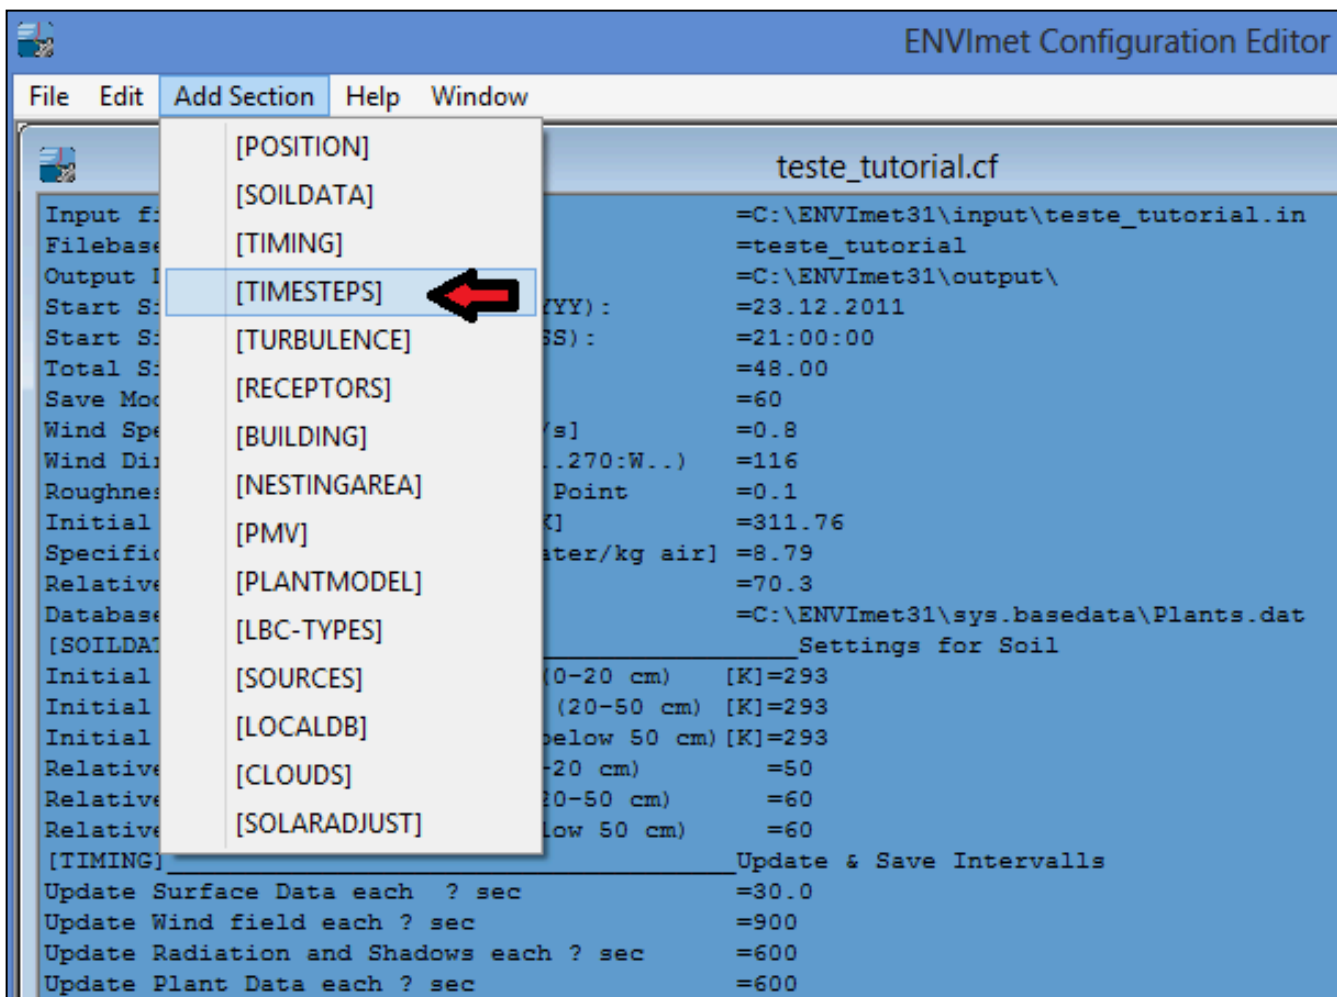 ENVImet Configuration Editor
File Edit Add Section Help Window
teste_tutorial.cf
[POSITION]
[SOILDATA]
[TIMING]
[TIMESTEPS]
[TURBULENCE]
[RECEPTORS]
[BUILDING]
[NESTINGAREA]
[PMV]
[PLANTMODEL]
[LBC-TYPES]
[SOURCES]
[LOCALDB]
[CLOUDS]
[SOLARADJUST]
Input =C:\ENVImet31\input\teste_tutorial.in
Filebase =teste_tutorial
Output =C:\ENVImet31\output\
Start YYY): =23.12.2011
Start SS): =21:00:00
Total =48.00
Save =60
Wind /s] =0.8
Wind ..270:W..) =116
Point =0.1
Initial K] =311.76
ater/kg air] =8.79
Relative =70.3
Database =C:\ENVImet31\sys.basedata\Plants.dat
[SOILDAT Settings for Soil
Initial (0-20 cm) [K]=293
Initial (20-50 cm) [K]=293
Initial below 50 cm)[K]=293
Relative -20 cm) =50
Relative 20-50 cm) =60
Relative low 50 cm) =60
[TIMING]____Update & Save Intervalls
Update Surface Data each ? sec =30.0
Update Wind field each ? sec =900
Update Radiation and Shadows each ? sec =600
Update Plant Data each ? sec =600